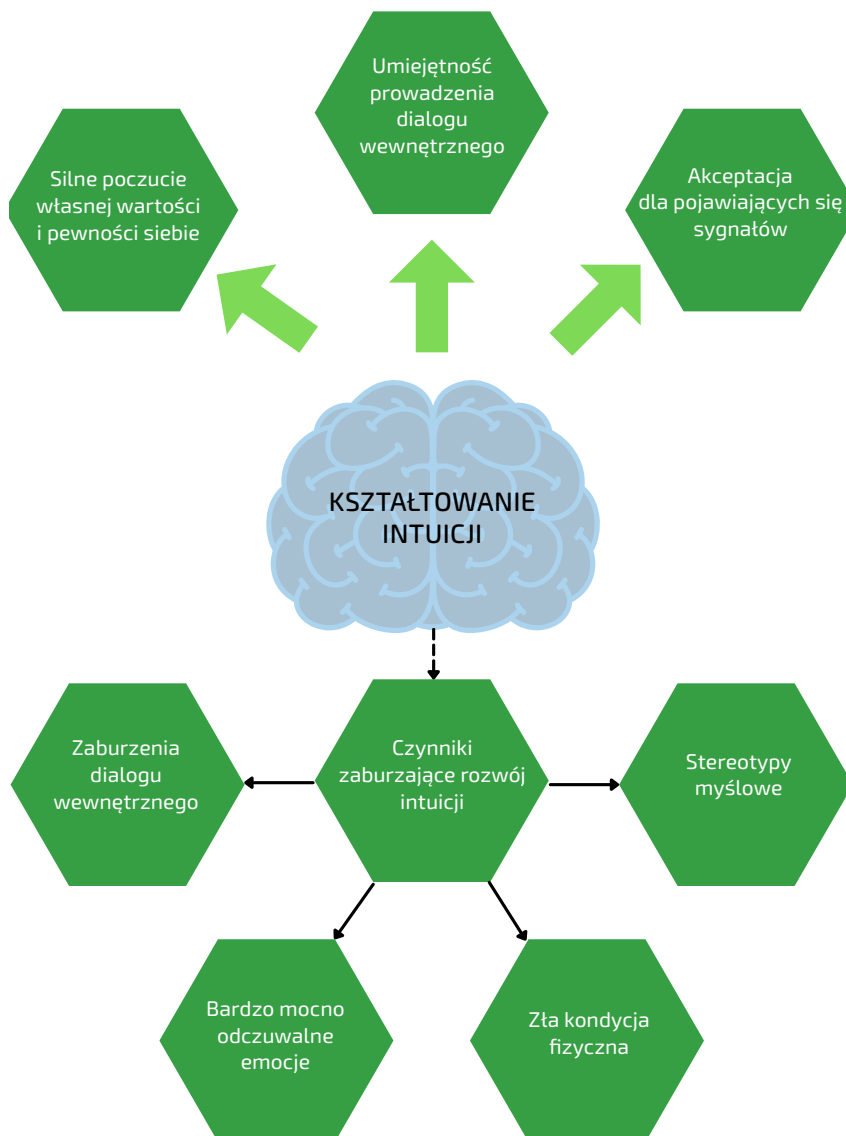 Umiejętność
prowadzenia
dialogu
wewnętrznego
Silne poczucie
własnej wartości
i pewności siebie
Akceptacja
dla pojawiających się
sygnałów
KSZTAŁTOWANIE
INTUICJI
Zaburzenia
dialogu
wewnętrznego
Czynniki
zaburzające rozwój
intuicji
Stereotypy
myślowe
Bardzo mocno
odczuwalne
emocje
Zła kondycja
fizyczna